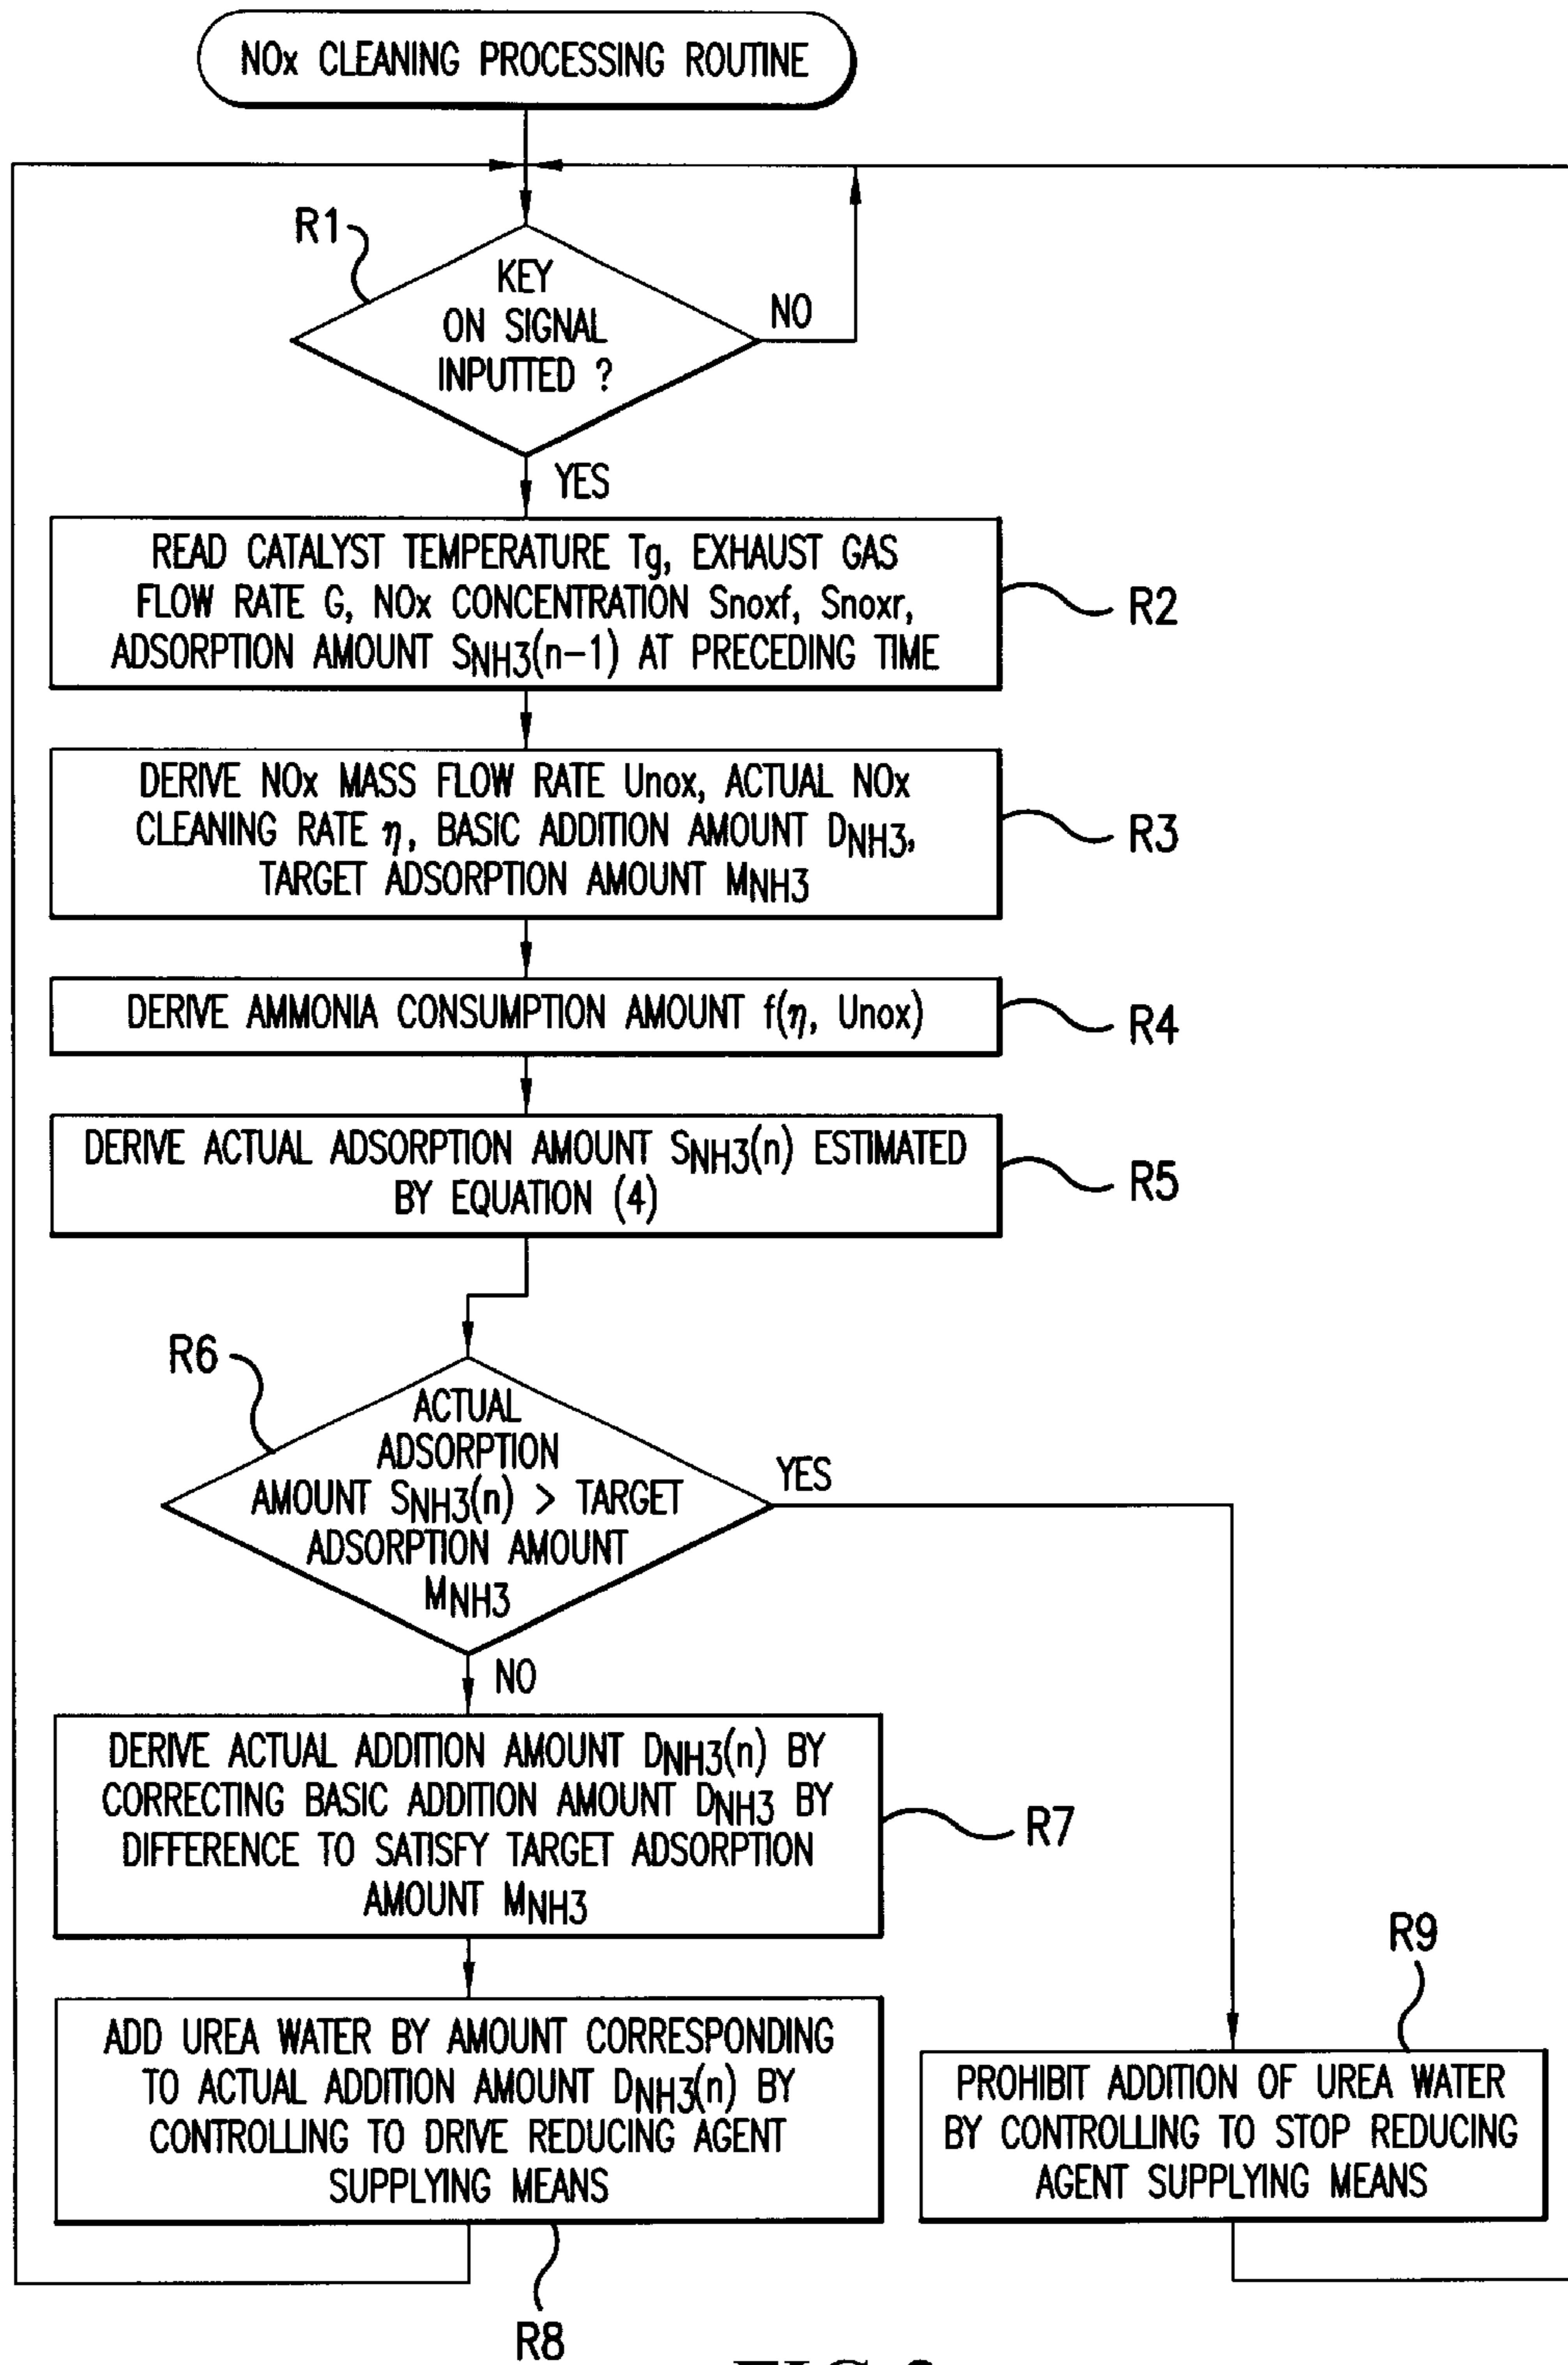 NOx CLEANING PROCESSING ROUTINE
R1
KEY
ON SIGNAL
INPUTTED ?
NO
YES
READ CATALYST TEMPERATURE Tg, EXHAUST GAS
FLOW RATE G, NOx CONCENTRATION Snoxf, Snoxr,
ADSORPTION AMOUNT SNH3(n-1) AT PRECEDING TIME
R2
DERIVE NOx MASS FLOW RATE Unox, ACTUAL NOx
CLEANING RATE η, BASIC ADDITION AMOUNT DNH3,
TARGET ADSORPTION AMOUNT MNH3
R3
DERIVE AMMONIA CONSUMPTION AMOUNT f(η, Unox)
R4
DERIVE ACTUAL ADSORPTION AMOUNT SNH3(n) ESTIMATED
BY EQUATION (4)
R5
R6
ACTUAL
ADSORPTION
AMOUNT SNH3(n) > TARGET
ADSORPTION AMOUNT
MNH3
YES
NO
DERIVE ACTUAL ADDITION AMOUNT DNH3(n) BY
CORRECTING BASIC ADDITION AMOUNT DNH3 BY
DIFFERENCE TO SATISFY TARGET ADSORPTION
AMOUNT MNH3
R7
R9
ADD UREA WATER BY AMOUNT CORRESPONDING
TO ACTUAL ADDITION AMOUNT DNH3(n) BY
CONTROLLING TO DRIVE REDUCING AGENT
SUPPLYING MEANS
R8
PROHIBIT ADDITION OF UREA WATER
BY CONTROLLING TO STOP REDUCING
AGENT SUPPLYING MEANS